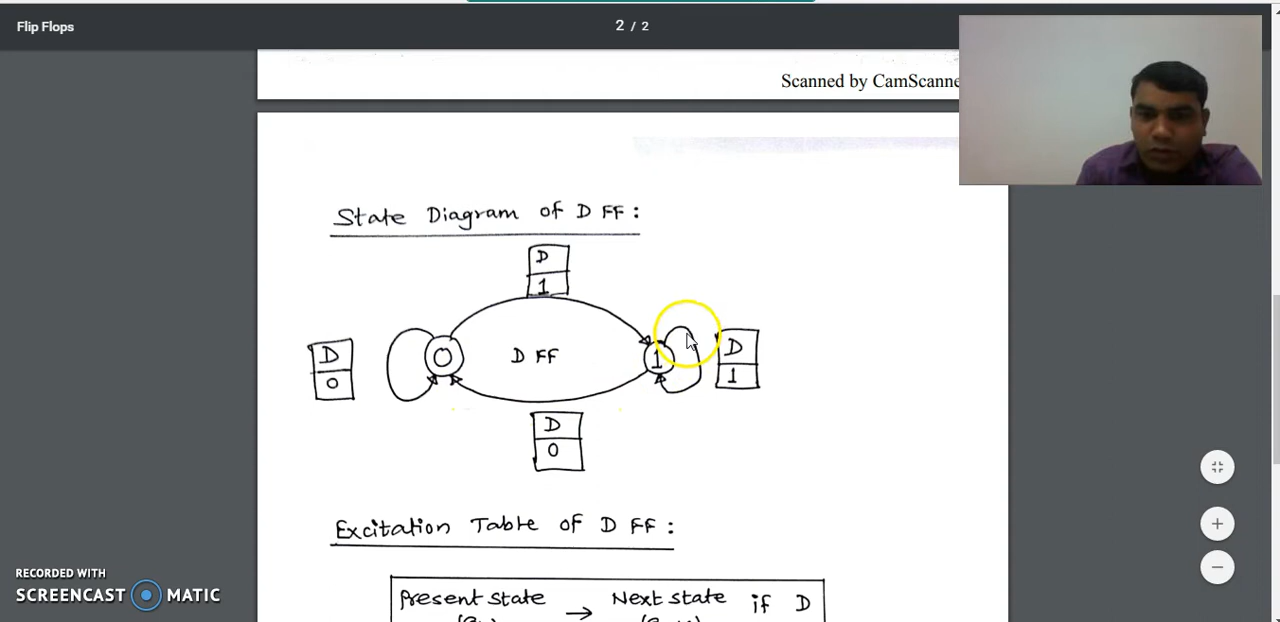 Flip Flops
2 / 2
Scanned by CamScanne
State Diagram of D FF :
D
1
D
0
0
D FF
1
D
1
D
0
Excitation Table of D FF :
Present state → Next state if D
RECORDED WITH
SCREENCAST MATIC